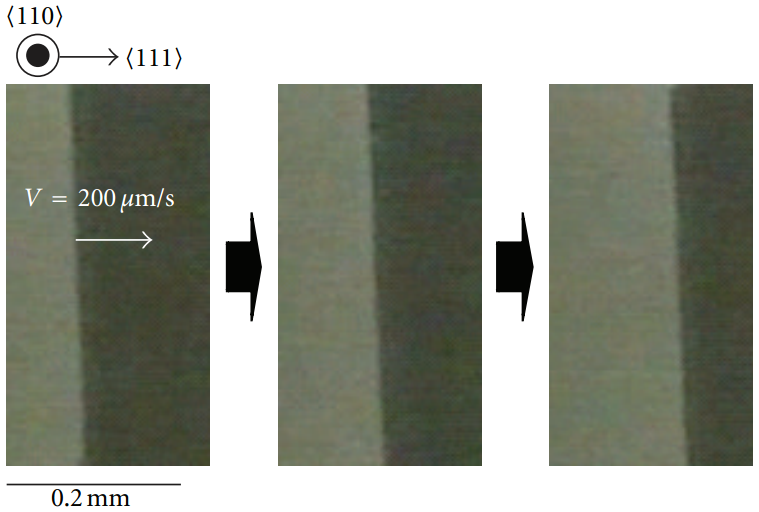 ⟨110⟩
⟨111⟩
V = 200 μm/s
0.2 mm